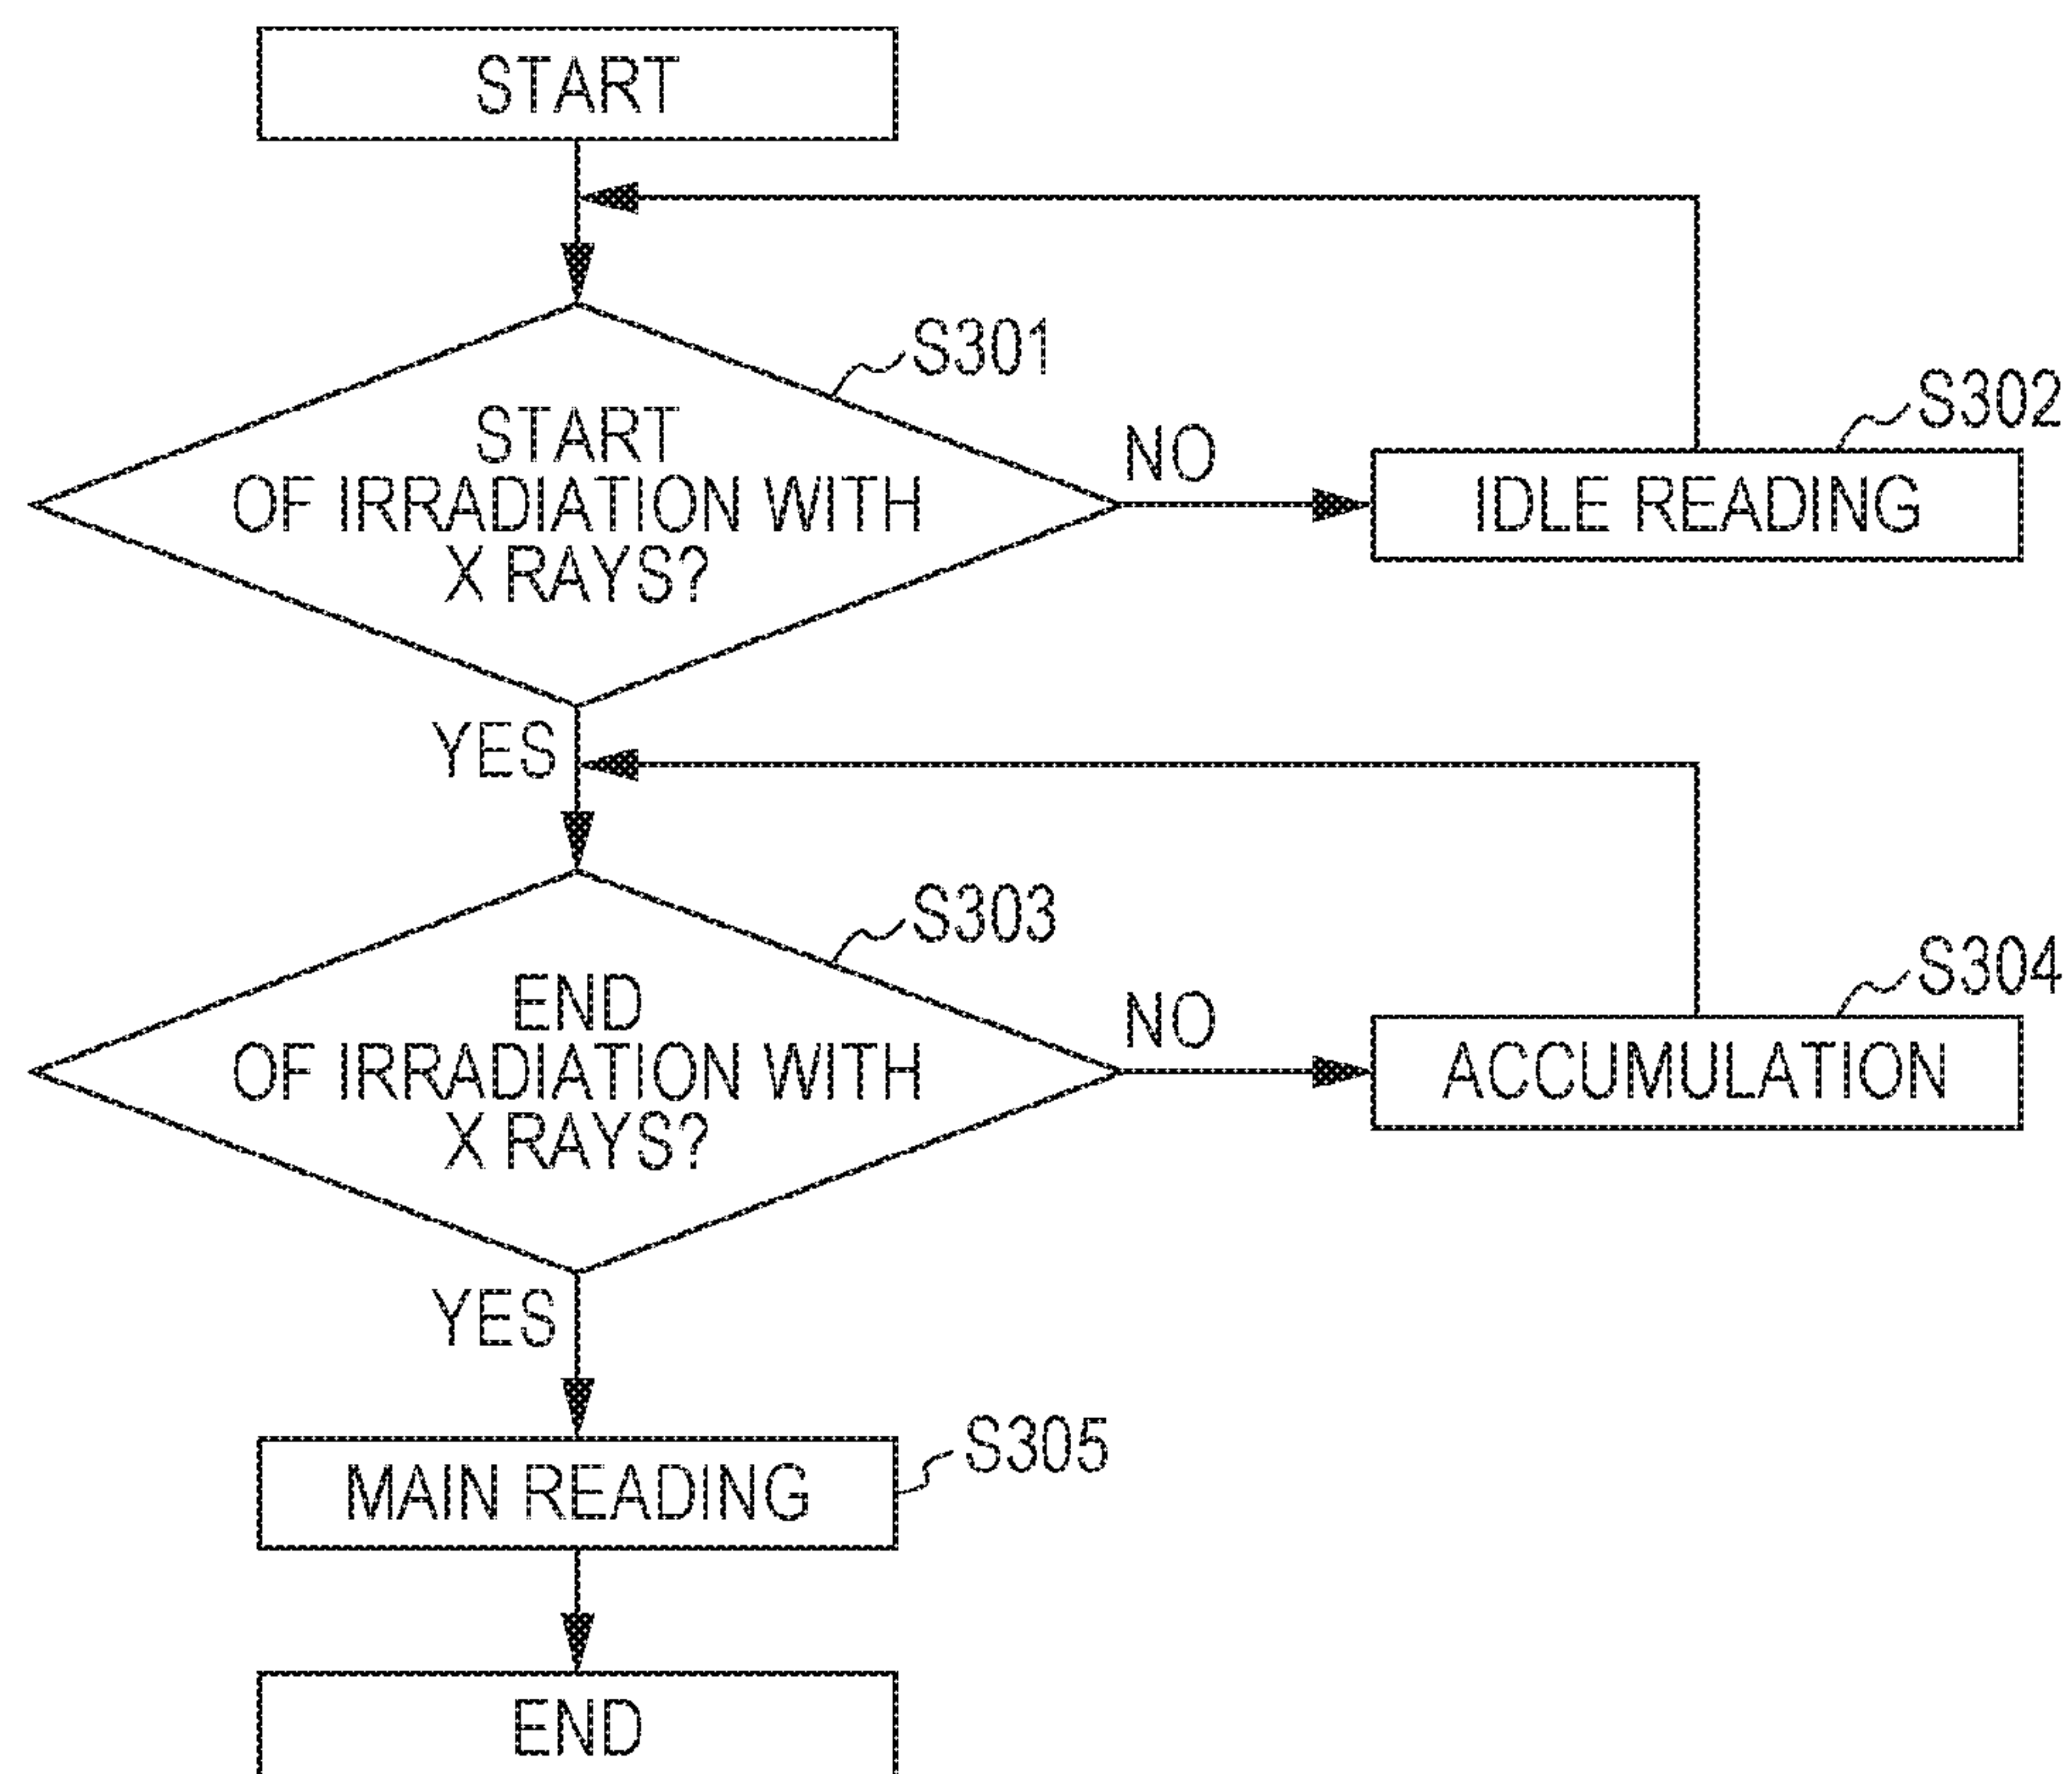 START
S301
START
OF IRRADIATION WITH
X RAYS?
NO
S302
IDLE READING
YES
S303
END
OF IRRADIATION WITH
X RAYS?
NO
S304
ACCUMULATION
YES
MAIN READING
S305
END